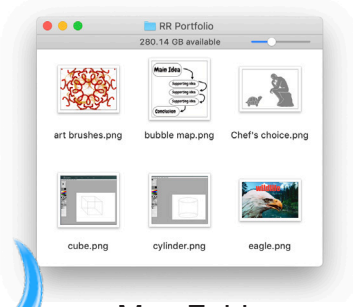 RR Portfolio
280.14 GB available
Main Idea
Supporting idea
Supporting idea
Supporting idea
Conclusion
art brushes.png
bubble map.png
Chef's choice.png
cube.png
cylinder.png
eagle.png